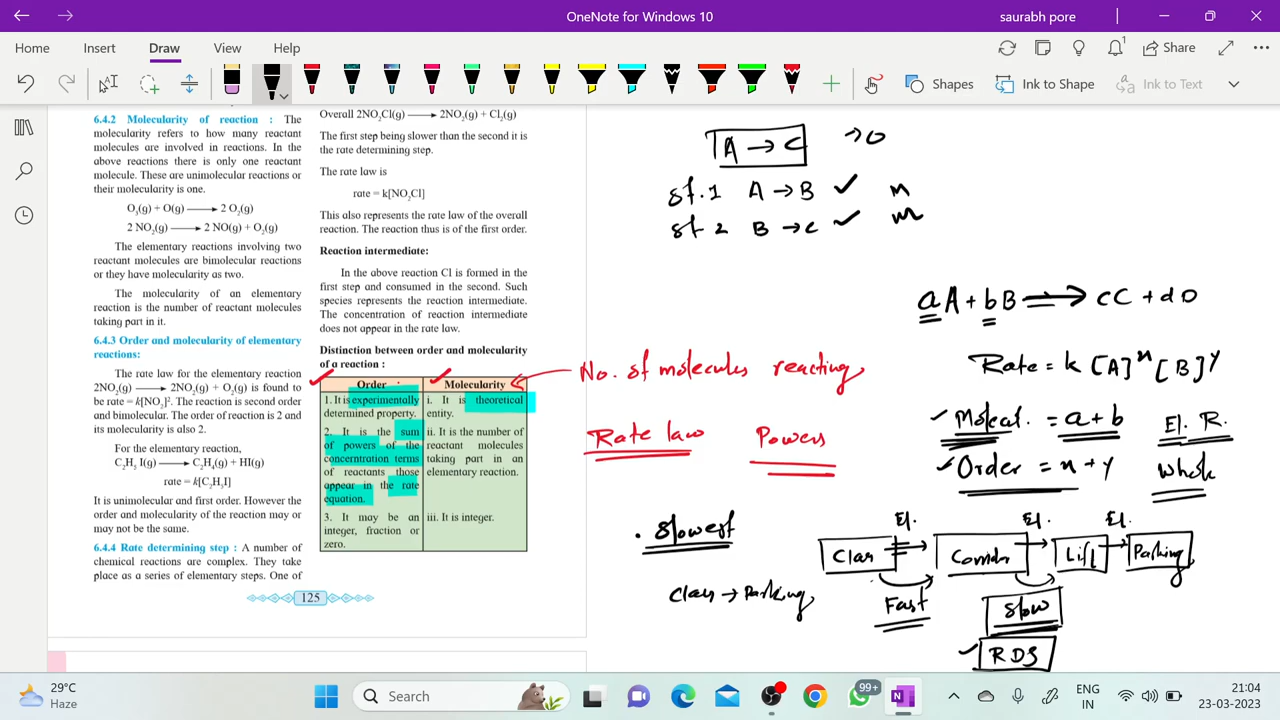 OneNote for Windows 10
saurabh pore
Home Insert Draw View Help
Share
Shapes
Ink to Shape
Ink to Text
6.4.2 Molecularity of reaction : The
molecularity refers to how many reactant
molecules are involved in reactions. In the
above reactions there is only one reactant
molecule. These are unimolecular reactions or
their molecularity is one.
O₃(g) + O(g) ⟶ 2 O₂(g)
2 NO₂(g) ⟶ 2 NO(g) + O₂(g)
The elementary reactions involving two
reactant molecules are bimolecular reactions
or they have molecularity as two.
The molecularity of an elementary
reaction is the number of reactant molecules
taking part in it.
6.4.3 Order and molecularity of elementary
reactions:
The rate law for the elementary reaction
2NO₂(g) ⟶ 2NO₂(g) + O₂(g) is found to
be rate = k[NO₂]². The reaction is second order
and bimolecular. The order of reaction is 2 and
its molecularity is also 2.
For the elementary reaction,
C₂H₅ I(g) ⟶ C₂H₄(g) + HI(g)
rate = k[C₂H₅I]
It is unimolecular and first order. However the
order and molecularity of the reaction may or
may not be the same.
6.4.4 Rate determining step : A number of
chemical reactions are complex. They take
place as a series of elementary steps. One of
Overall 2NO₂Cl(g) ⟶ 2NO₂(g) + Cl₂(g)
The first step being slower than the second it is
the rate determining step.
The rate law is
rate = k[NO₂Cl]
This also represents the rate law of the overall
reaction. The reaction thus is of the first order.
Reaction intermediate:
In the above reaction Cl is formed in the
first step and consumed in the second. Such
species represents the reaction intermediate.
The concentration of reaction intermediate
does not appear in the rate law.
Distinction between order and molecularity
of a reaction :
Order Molecularity
1. It is experimentally
determined property.
i. It is theoretical
entity.
2. It is the sum
of powers of the
concerntration terms
of reactants those
appear in the rate
equation.
ii. It is the number of
reactant molecules
taking part in an
elementary reaction.
3. It may be an
integer, fraction or
zero.
iii. It is integer.
125
A → C → O
st. 1 A → B ✓ m
st 2 B → C ✓ m
aA + bB ⟶ cC + dD
Rate = k [A]ˣ [B]ʸ
No. of molecules reacting
Molecul. = a + b El. R.
Rate law Powers
Order = x + y whole
. Slowest
El. El. El.
Class → Corridor → Lift → Parking
Class → Parking
Fast Slow
RDS
29°C
Haze
Search
99+
ENG
IN
21:04
23-03-2023